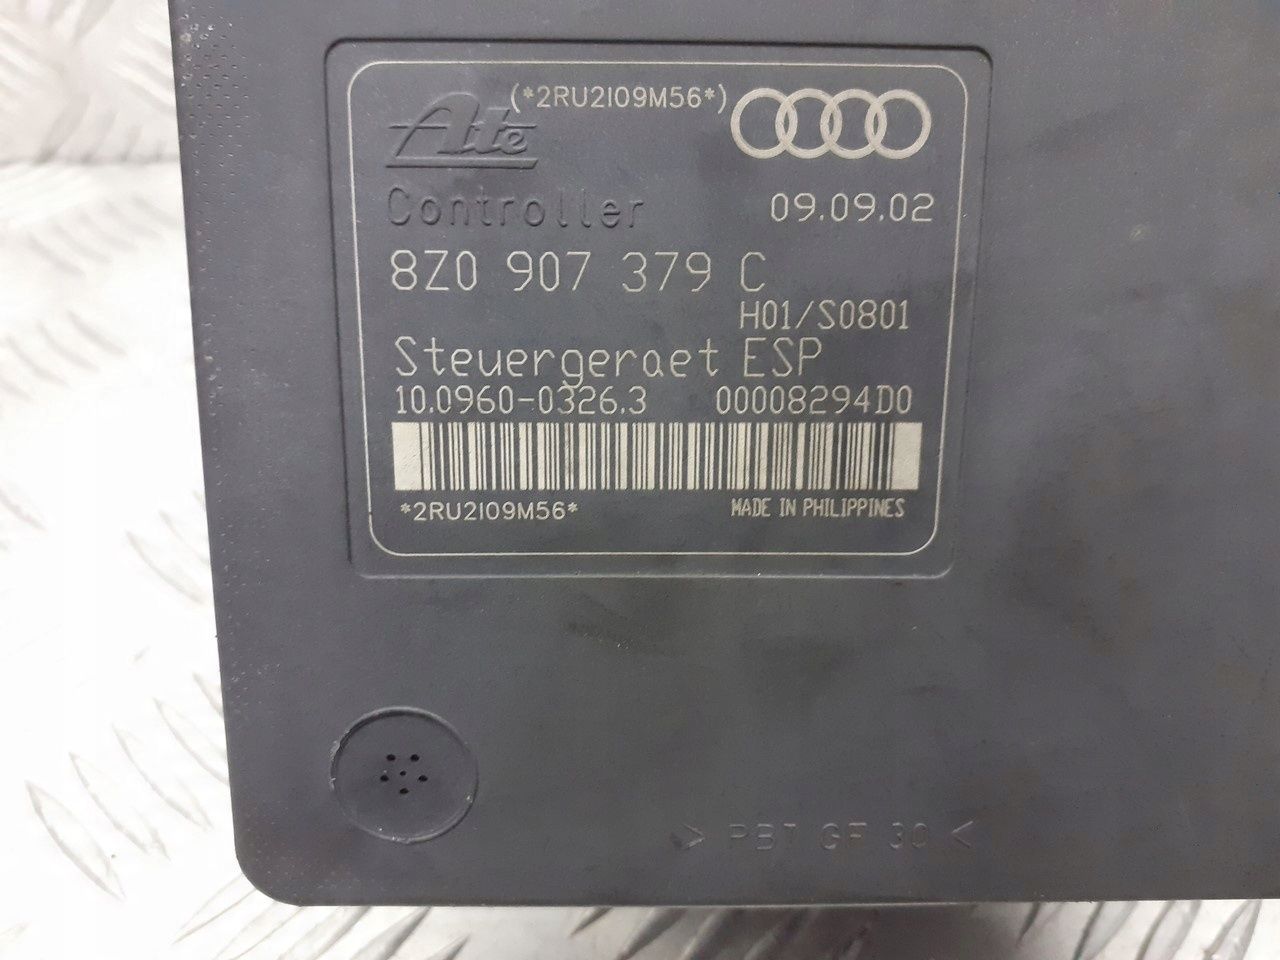 (*2RU2I09M56*)
Ate
Controller 09.09.02
8Z0 907 379 C
H01/S0801
Steuergeraet ESP
10.0960-0326.3 00008294D0
*2RU2I09M56* MADE IN PHILIPPINES
> PBT GF 30 <